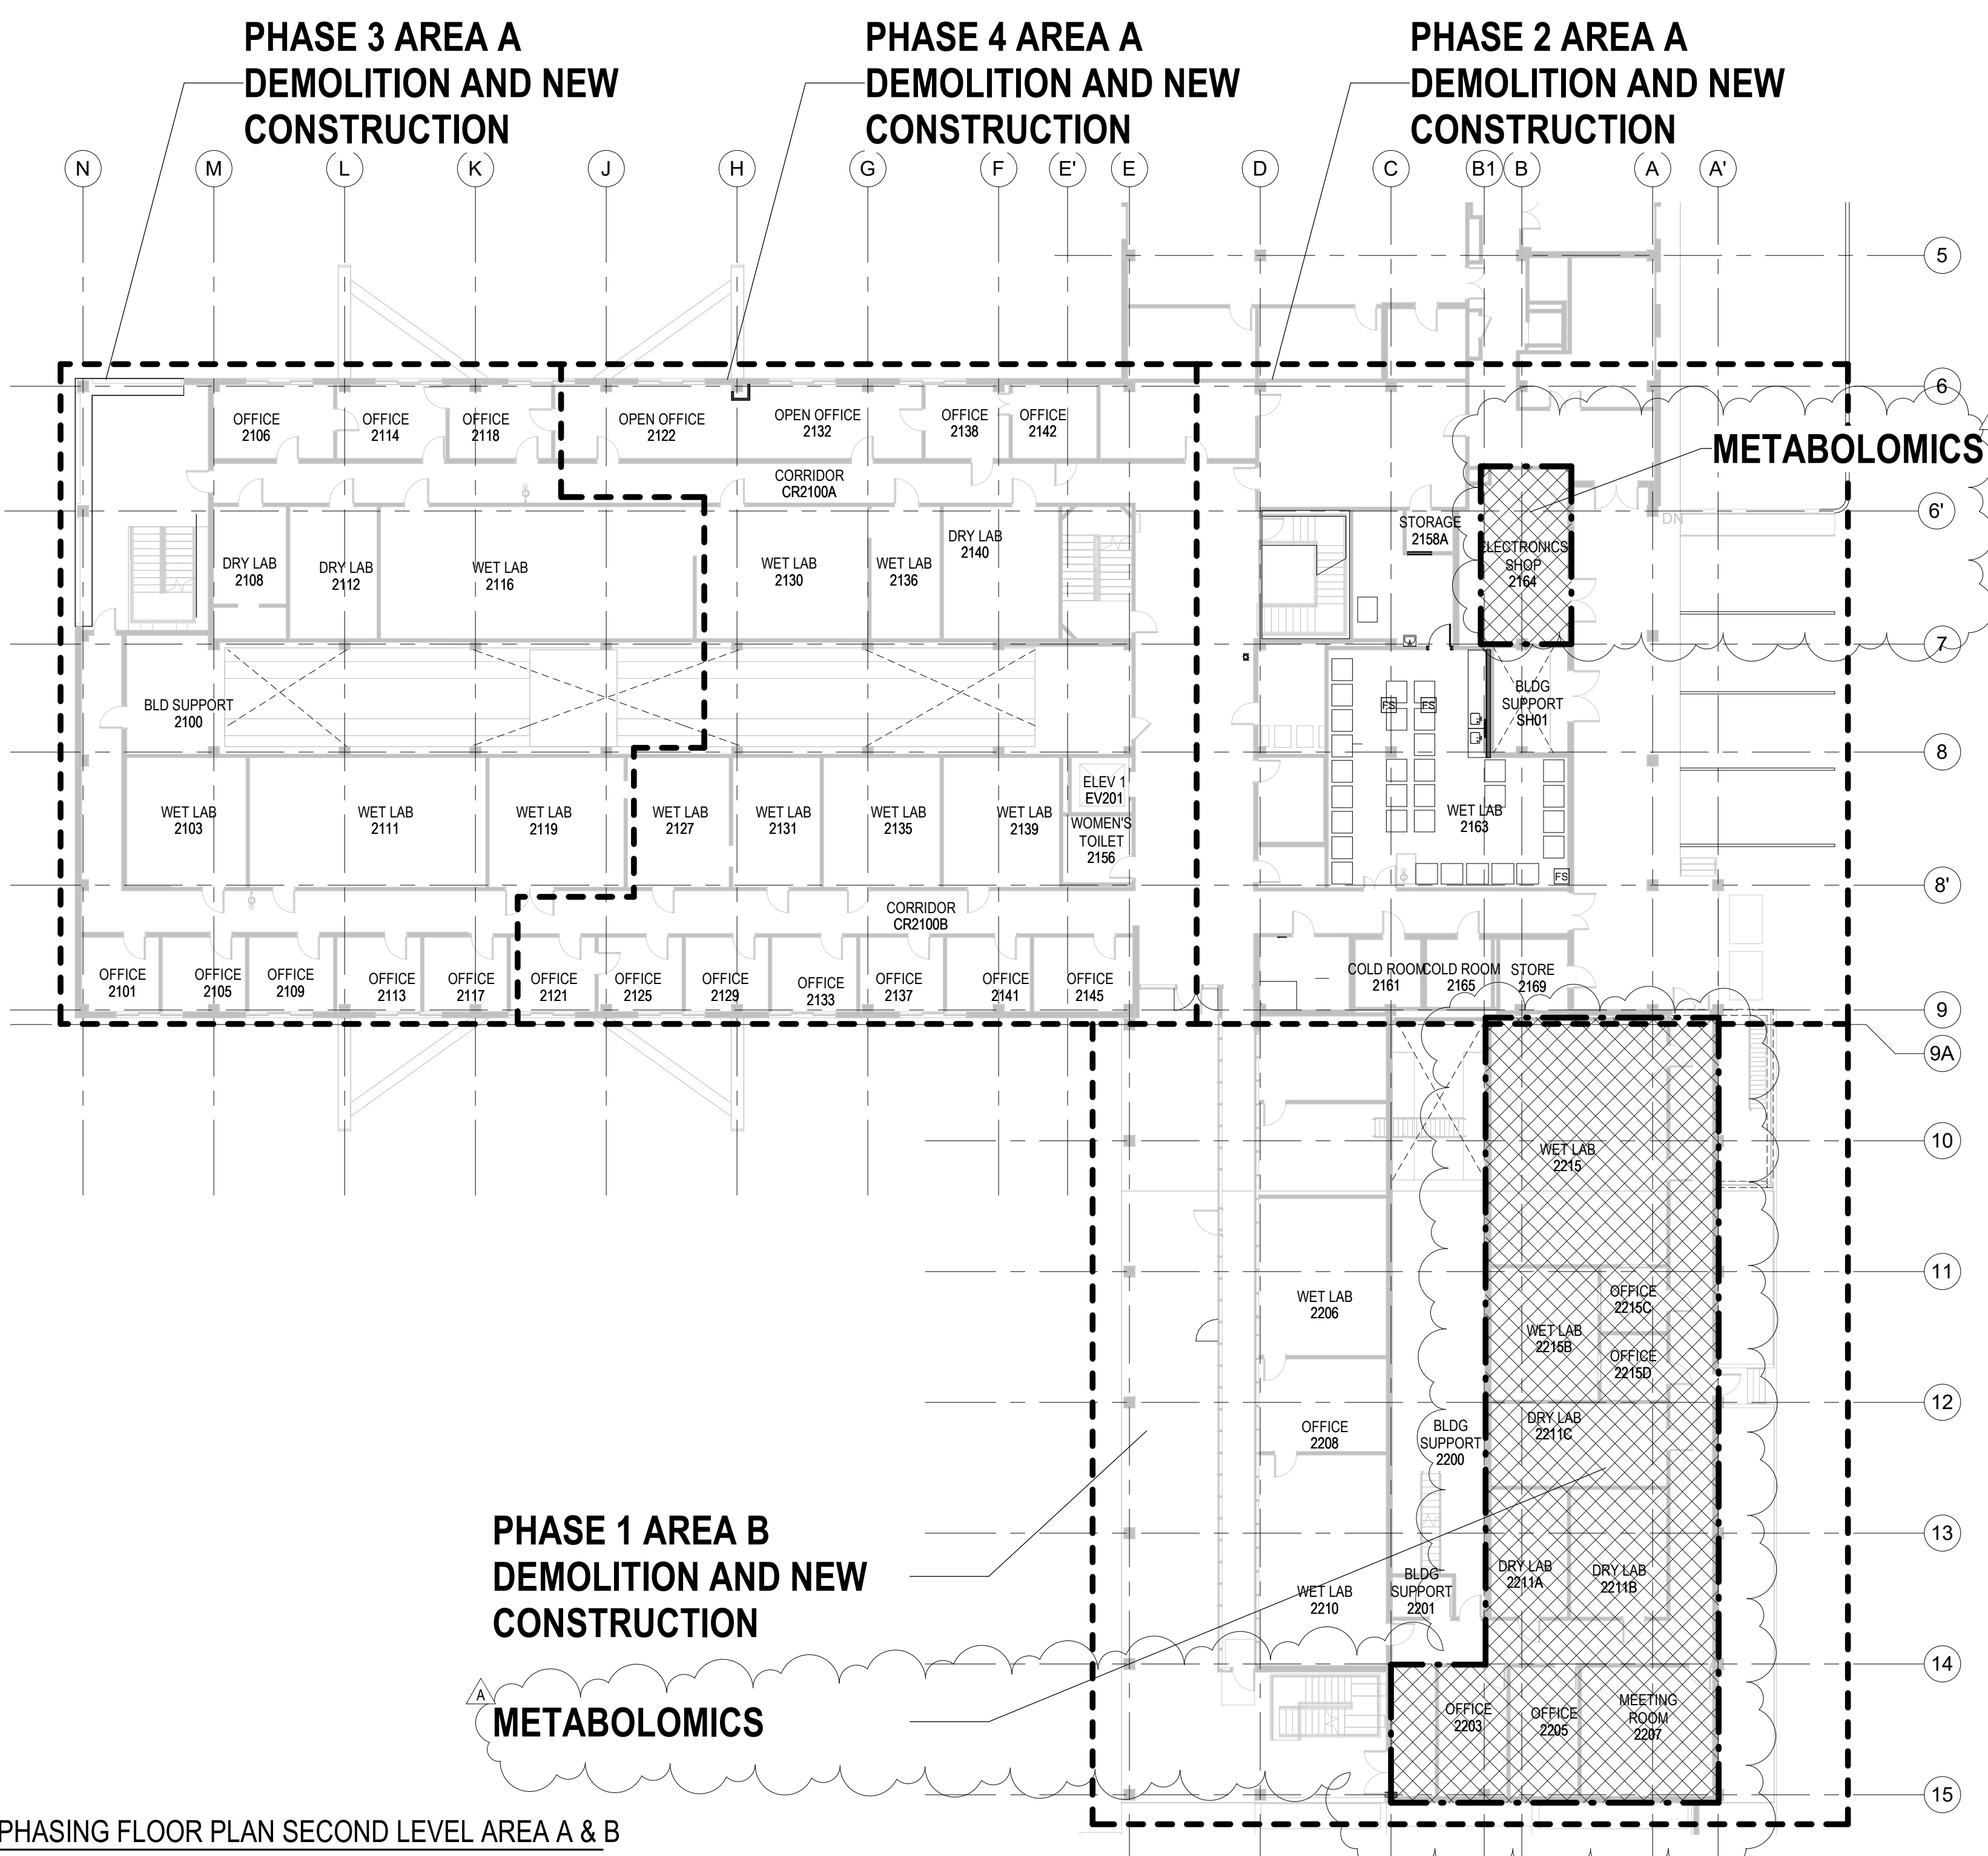 PHASE 3 AREA A
DEMOLITION AND NEW
CONSTRUCTION
PHASE 4 AREA A
DEMOLITION AND NEW
CONSTRUCTION
PHASE 2 AREA A
DEMOLITION AND NEW
CONSTRUCTION
N
M
L
K
J
H
G
F
E'
E
D
C
B1
B
A
A'
5
6
OFFICE
2106
OFFICE
2114
OFFICE
2118
OPEN OFFICE
2122
OPEN OFFICE
2132
OFFICE
2138
OFFICE
2142
METABOLOMICS
CORRIDOR
CR2100A
6'
DN
STORAGE
2158A
ELECTRONICS
SHOP
2164
DRY LAB
2108
DRY LAB
2112
WET LAB
2116
WET LAB
2130
WET LAB
2136
DRY LAB
2140
7
BLD SUPPORT
2100
FS
FS
BLDG
SUPPORT
SH01
8
WET LAB
2103
WET LAB
2111
WET LAB
2119
WET LAB
2127
WET LAB
2131
WET LAB
2135
WET LAB
2139
ELEV 1
EV201
WOMEN'S
TOILET
2156
WET LAB
2163
FS
8'
CORRIDOR
CR2100B
OFFICE
2101
OFFICE
2105
OFFICE
2109
OFFICE
2113
OFFICE
2117
OFFICE
2121
OFFICE
2125
OFFICE
2129
OFFICE
2133
OFFICE
2137
OFFICE
2141
OFFICE
2145
COLD ROOM
2161
COLD ROOM
2165
STORE
2169
9
9A
WET LAB
2215
10
11
WET LAB
2206
OFFICE
2215C
WET LAB
2215B
OFFICE
2215D
12
OFFICE
2208
BLDG
SUPPORT
2200
DRY LAB
2211C
PHASE 1 AREA B
DEMOLITION AND NEW
CONSTRUCTION
13
WET LAB
2210
BLDG
SUPPORT
2201
DRY LAB
2211A
DRY LAB
2211B
14
A
METABOLOMICS
OFFICE
2203
OFFICE
2205
MEETING
ROOM
2207
15
PHASING FLOOR PLAN SECOND LEVEL AREA A & B